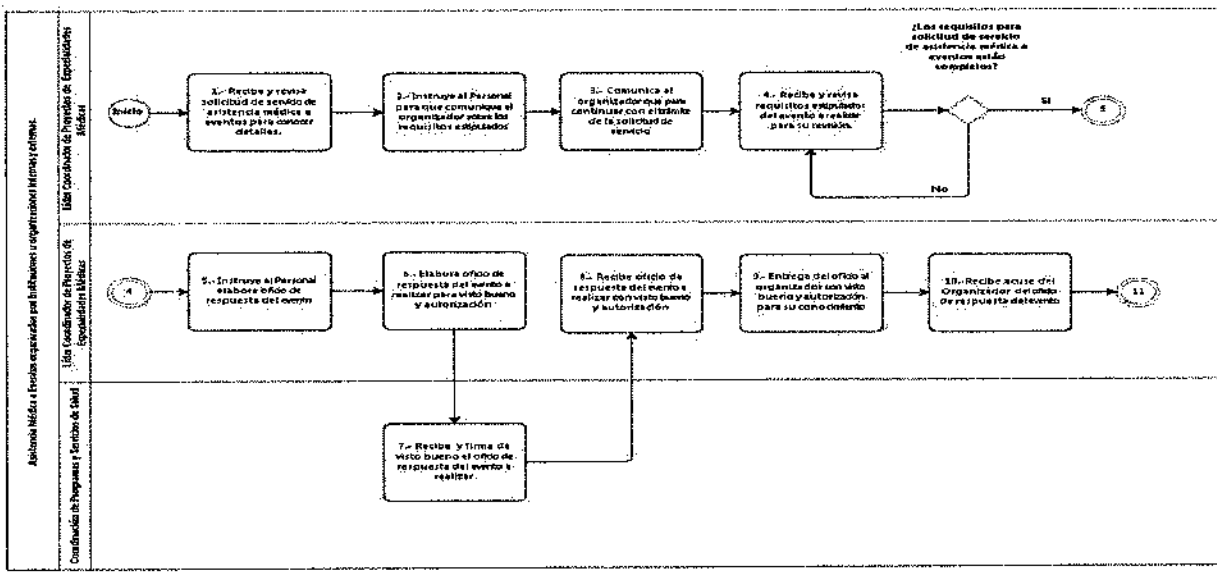 Asistencia Médica a Eventos organizados por instituciones u organizaciones internas y externas.
Líder Coordinador de Proyectos de Especialidades
Médicas
Inicio
1.- Recibe y revisa
solicitud de servicio de
asistencia médica a
eventos para conocer
detalles.
2.- Instruye al Personal
para que comunique el
organizador sobre los
requisitos estipulados
3.- Comunica al
organizador que para
continuar con el trámite
de la solicitud de
servicio
4.- Recibe y revisa
requisitos estipulados
del evento a realizar
para su revisión.
¿Los requisitos para
solicitud de servicio
de asistencia médica a
eventos están
completos?
SI
5
No
Líder Coordinador de Proyectos de
Especialidades Médicas
4
5.- Instruye al Personal
elabore oficio de
respuesta del evento
6.- Elabora oficio de
respuesta del evento a
realizar para visto bueno
y autorización
8.- Recibe oficio de
respuesta del evento a
realizar con visto bueno
y autorización
9.- Entrega del oficio al
organizador con visto
bueno y autorización
para su conocimiento
10.- Recibe acuse del
Organizador del oficio
de respuesta del evento
11
Coordinación de Programas y Servicios de Salud
7.- Recibe y firma de
visto bueno el oficio de
respuesta del evento a
realizar.